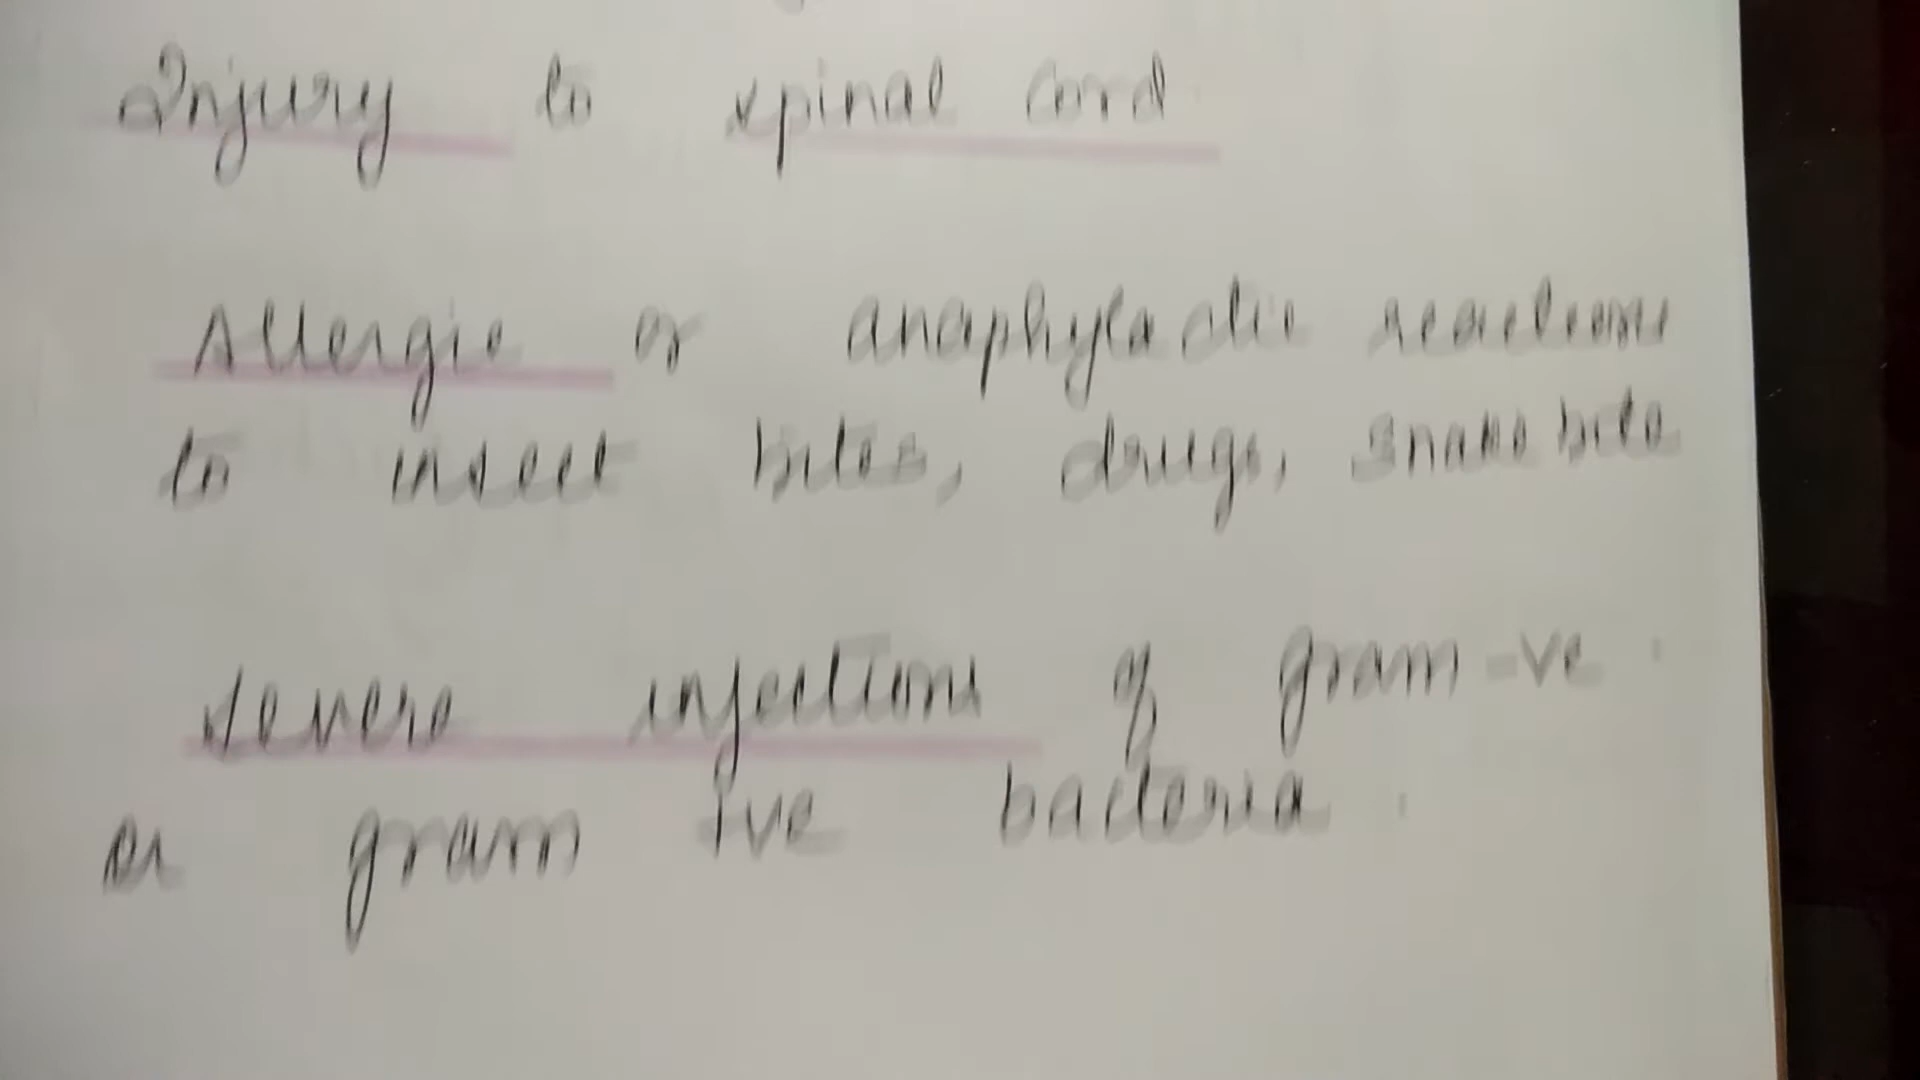 Injury to spinal cord
Allergic or anaphylactic reactions
to insect bites, drugs, snake bite
severe infections of gram -ve
or gram +ve bacteria.